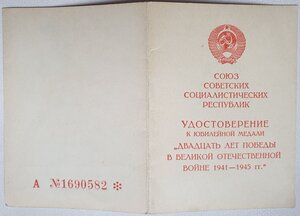 СОЮЗ
СОВЕТСКИХ
СОЦИАЛИСТИЧЕСКИХ
РЕСПУБЛИК
УДОСТОВЕРЕНИЕ
К ЮБИЛЕЙНОЙ МЕДАЛИ
„ДВАДЦАТЬ ЛЕТ ПОБЕДЫ
В ВЕЛИКОЙ ОТЕЧЕСТВЕННОЙ
ВОЙНЕ 1941—1945 гг."
А №1690582 *